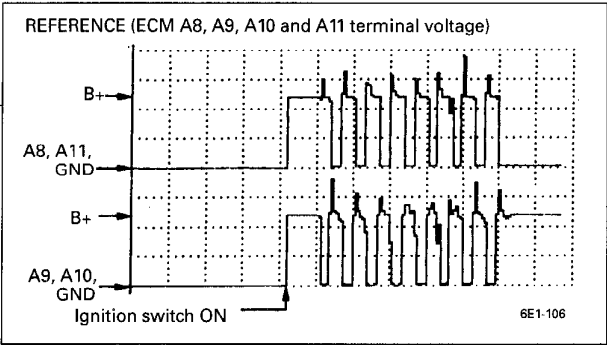 REFERENCE (ECM A8, A9, A10 and A11 terminal voltage)
B+
A8, A11,
GND
B+
A9, A10,
GND
Ignition switch ON
6E1-106